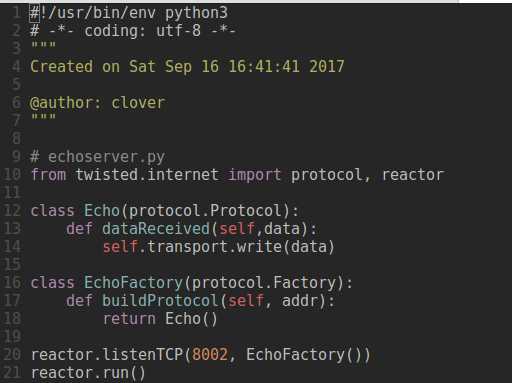 1 #!/usr/bin/env python3
2 # -*- coding: utf-8 -*-
3 """
4 Created on Sat Sep 16 16:41:41 2017
5
6 @author: clover
7 """
8
9 # echoserver.py
10 from twisted.internet import protocol, reactor
11
12 class Echo(protocol.Protocol):
13     def dataReceived(self,data):
14         self.transport.write(data)
15
16 class EchoFactory(protocol.Factory):
17     def buildProtocol(self, addr):
18         return Echo()
19
20 reactor.listenTCP(8002, EchoFactory())
21 reactor.run()